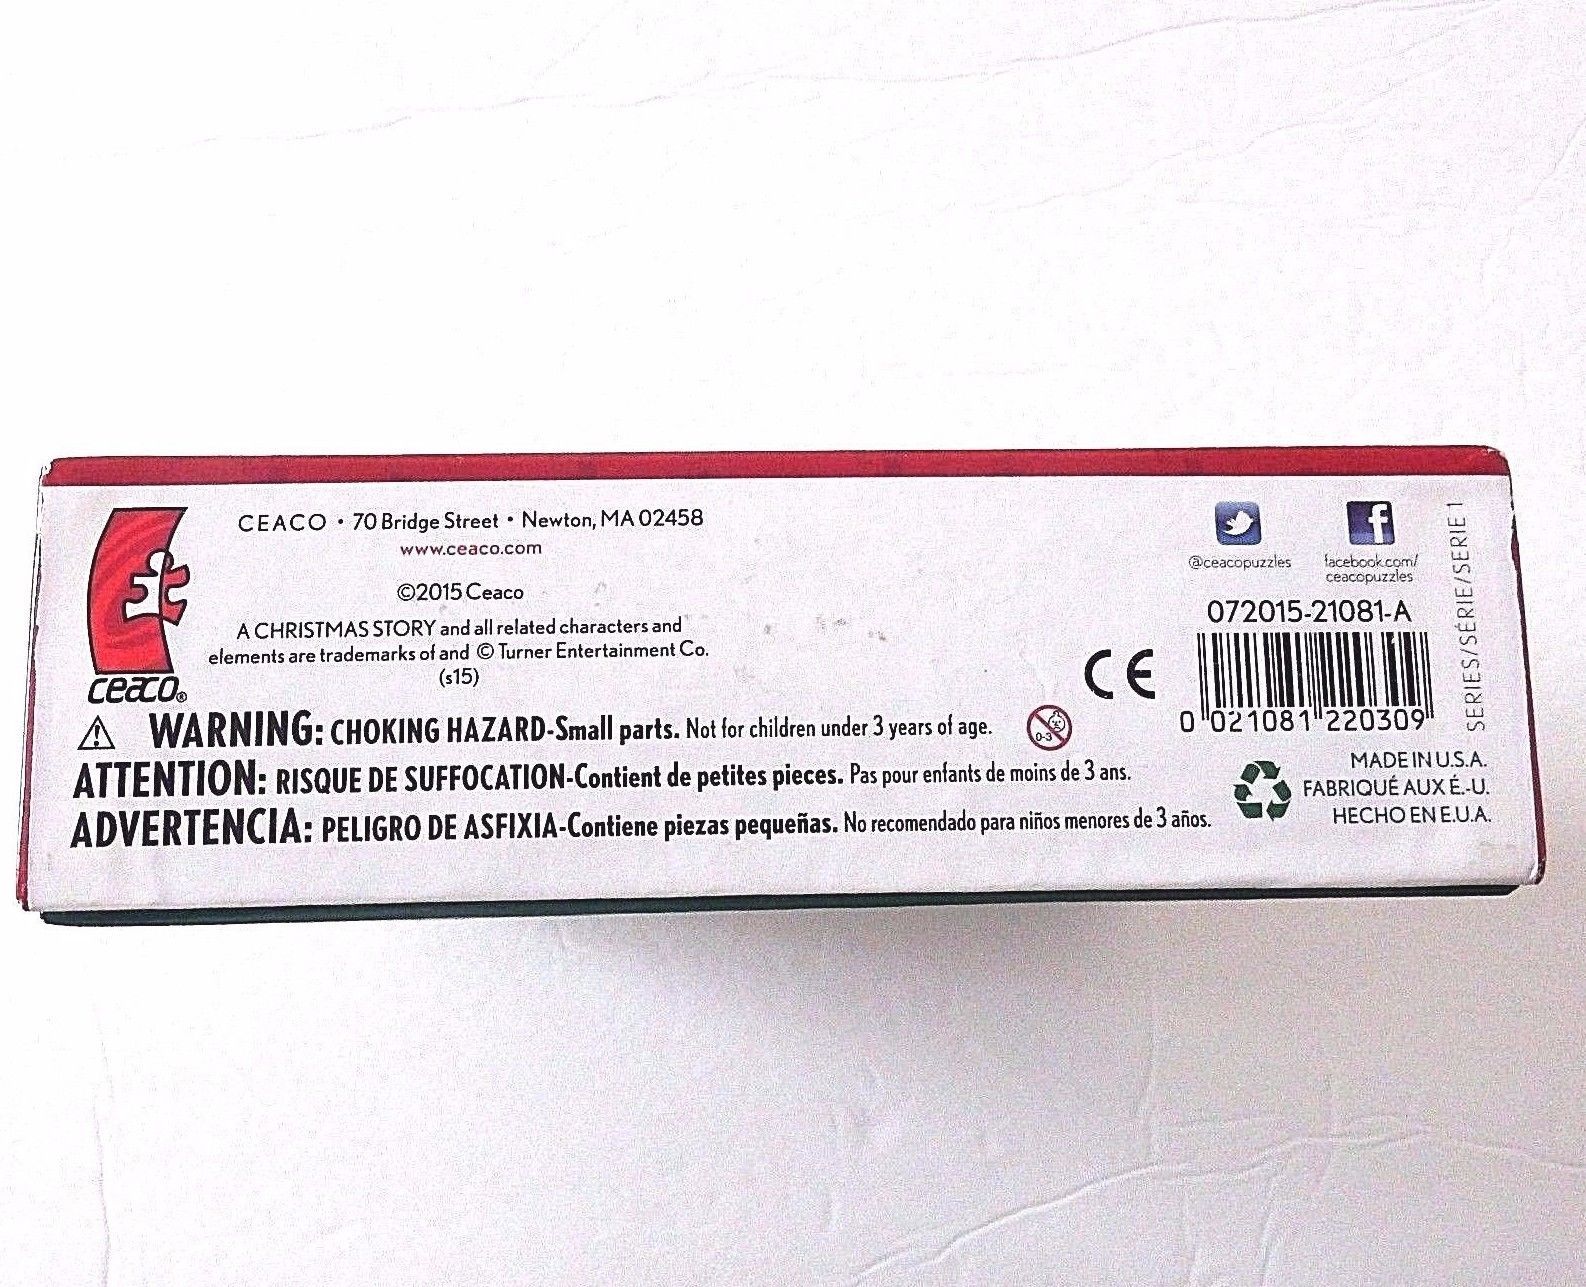 CEACO • 70 Bridge Street • Newton, MA 02458
www.ceaco.com
©2015 Ceaco
A CHRISTMAS STORY and all related characters and
elements are trademarks of and © Turner Entertainment Co.
(s15)
ceaco®
@ceacopuzzles
facebook.com/
ceacopuzzles
072015-21081-A
0 021081 220309
SERIES/SÉRIE/SERIE 1
CE
WARNING: CHOKING HAZARD-Small parts. Not for children under 3 years of age.
0-3
ATTENTION: RISQUE DE SUFFOCATION-Contient de petites pieces. Pas pour enfants de moins de 3 ans.
ADVERTENCIA: PELIGRO DE ASFIXIA-Contiene piezas pequeñas. No recomendado para niños menores de 3 años.
MADE IN U.S.A.
FABRIQUÉ AUX É.-U.
HECHO EN E.U.A.